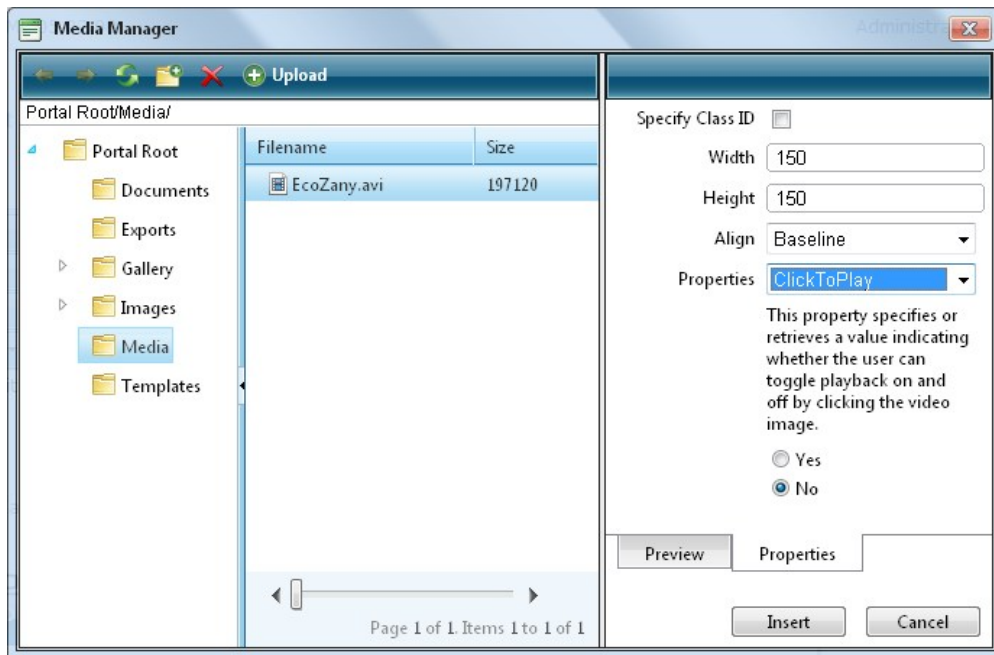 Media Manager
Administra
Upload
Portal Root/Media/
Portal Root
Documents
Exports
Gallery
Images
Media
Templates
Filename Size
EcoZany.avi 197120
Page 1 of 1. Items 1 to 1 of 1
Specify Class ID
Width 150
Height 150
Align Baseline
Properties ClickToPlay
This property specifies or
retrieves a value indicating
whether the user can
toggle playback on and
off by clicking the video
image.
Yes
No
Preview Properties
Insert Cancel